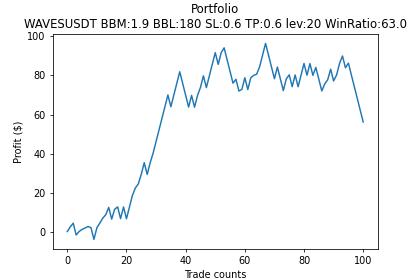 Portfolio
WAVESUSDT BBM:1.9 BBL:180 SL:0.6 TP:0.6 lev:20 WinRatio:63.0
100
80
60
40
20
0
Profit ($)
0 20 40 60 80 100
Trade counts